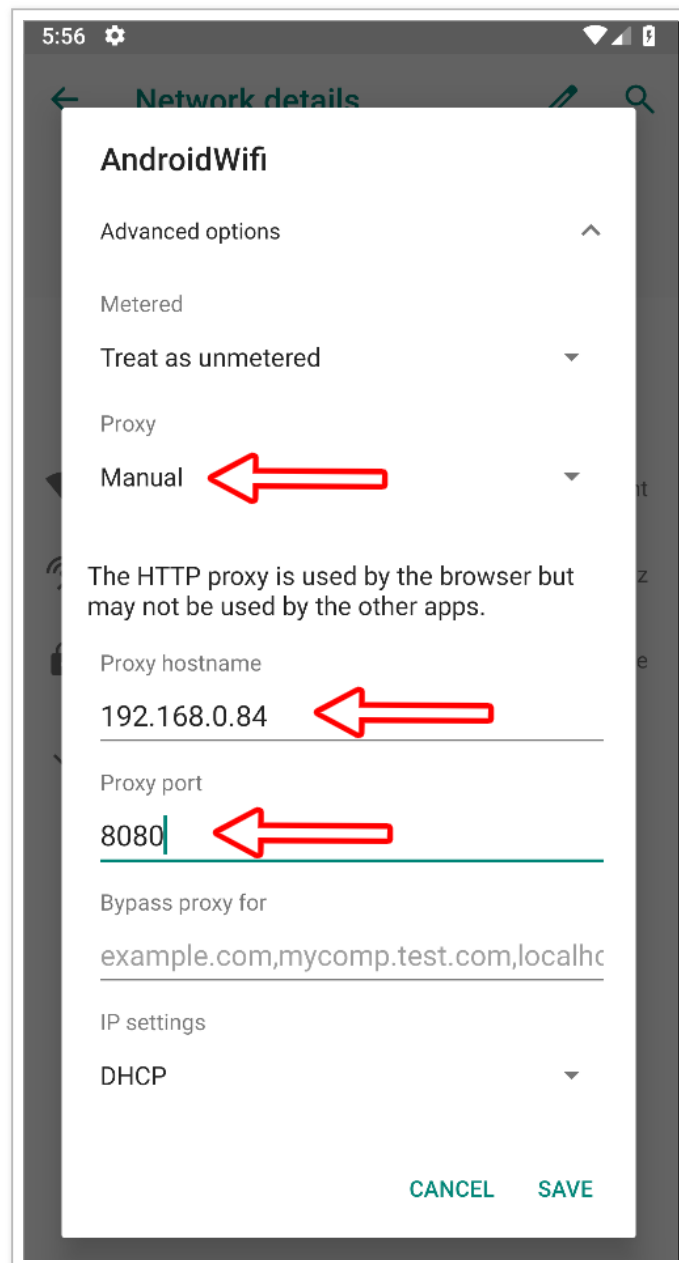 5:56
Network details
AndroidWifi
Advanced options
Metered
Treat as unmetered
Proxy
Manual
nt
The HTTP proxy is used by the browser but
z
may not be used by the other apps.
e
Proxy hostname
192.168.0.84
Proxy port
8080
Bypass proxy for
example.com,mycomp.test.com,localhc
IP settings
DHCP
CANCEL SAVE